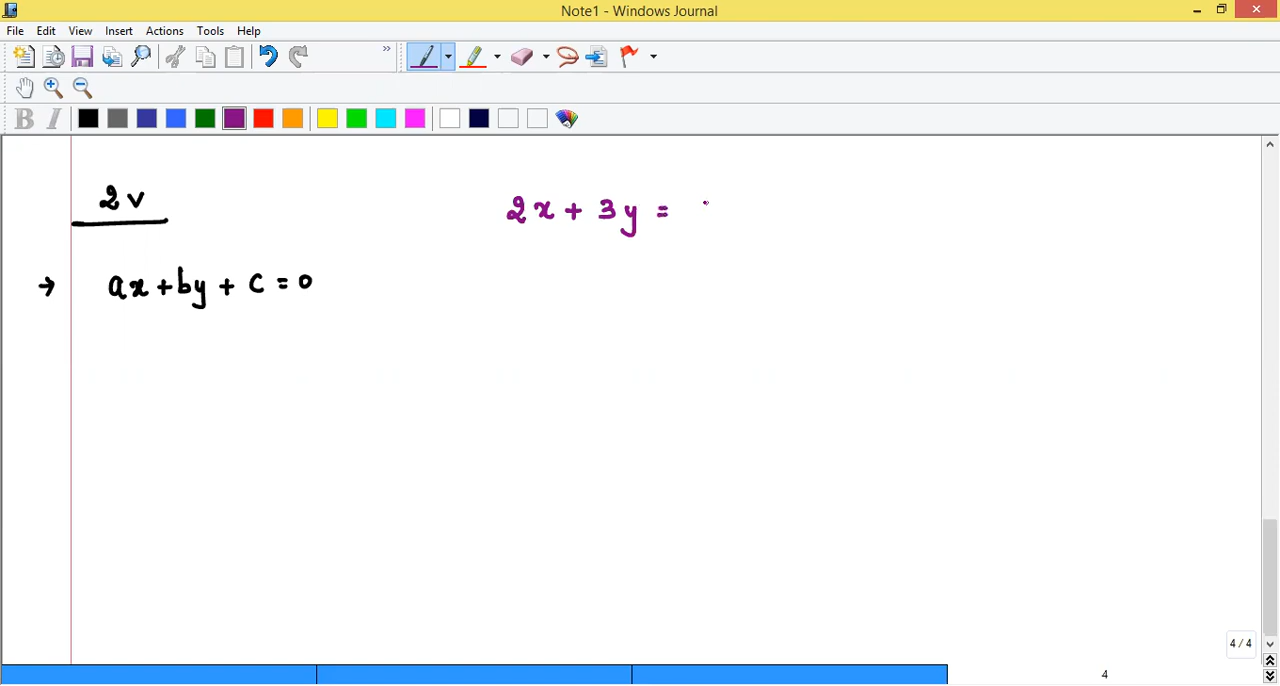 Note1 - Windows Journal
File Edit View Insert Actions Tools Help
»
B I
2v
2x + 3y =
→ ax + by + c = 0
4 / 4
4